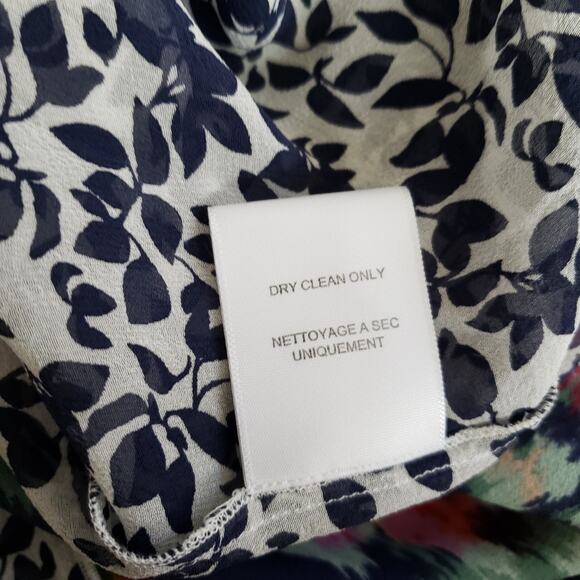 DRY CLEAN ONLY
NETTOYAGE A SEC
UNIQUEMENT